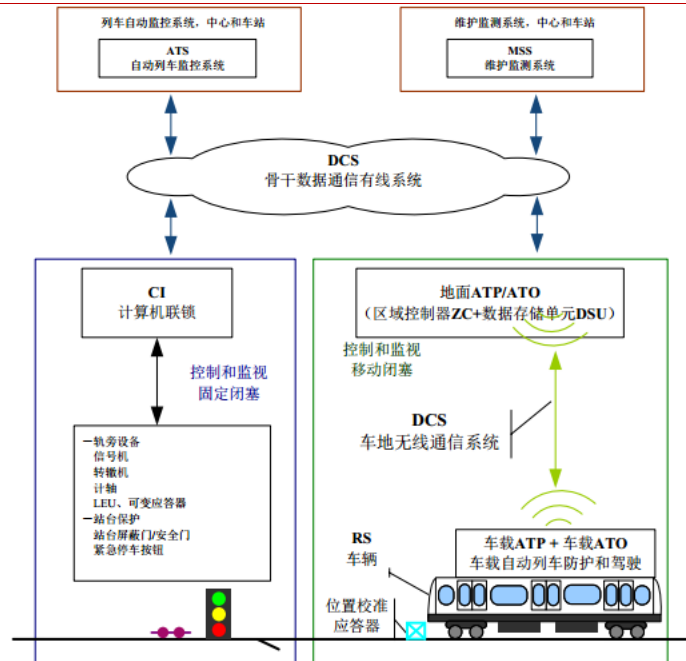 列车自动监控系统，中心和车站
ATS
自动列车监控系统
维护监测系统，中心和车站
MSS
维护监测系统
DCS
骨干数据通信有线系统
CI
计算机联锁
控制和监视
固定闭塞
—轨旁设备
信号机
转辙机
计轴
LEU、可变应答器
—站台保护
站台屏蔽门/安全门
紧急停车按钮
地面ATP/ATO
（区域控制器ZC+数据存储单元DSU）
控制和监视
移动闭塞
DCS
车地无线通信系统
RS
车辆
车载ATP + 车载ATO
车载自动列车防护和驾驶
位置校准
应答器